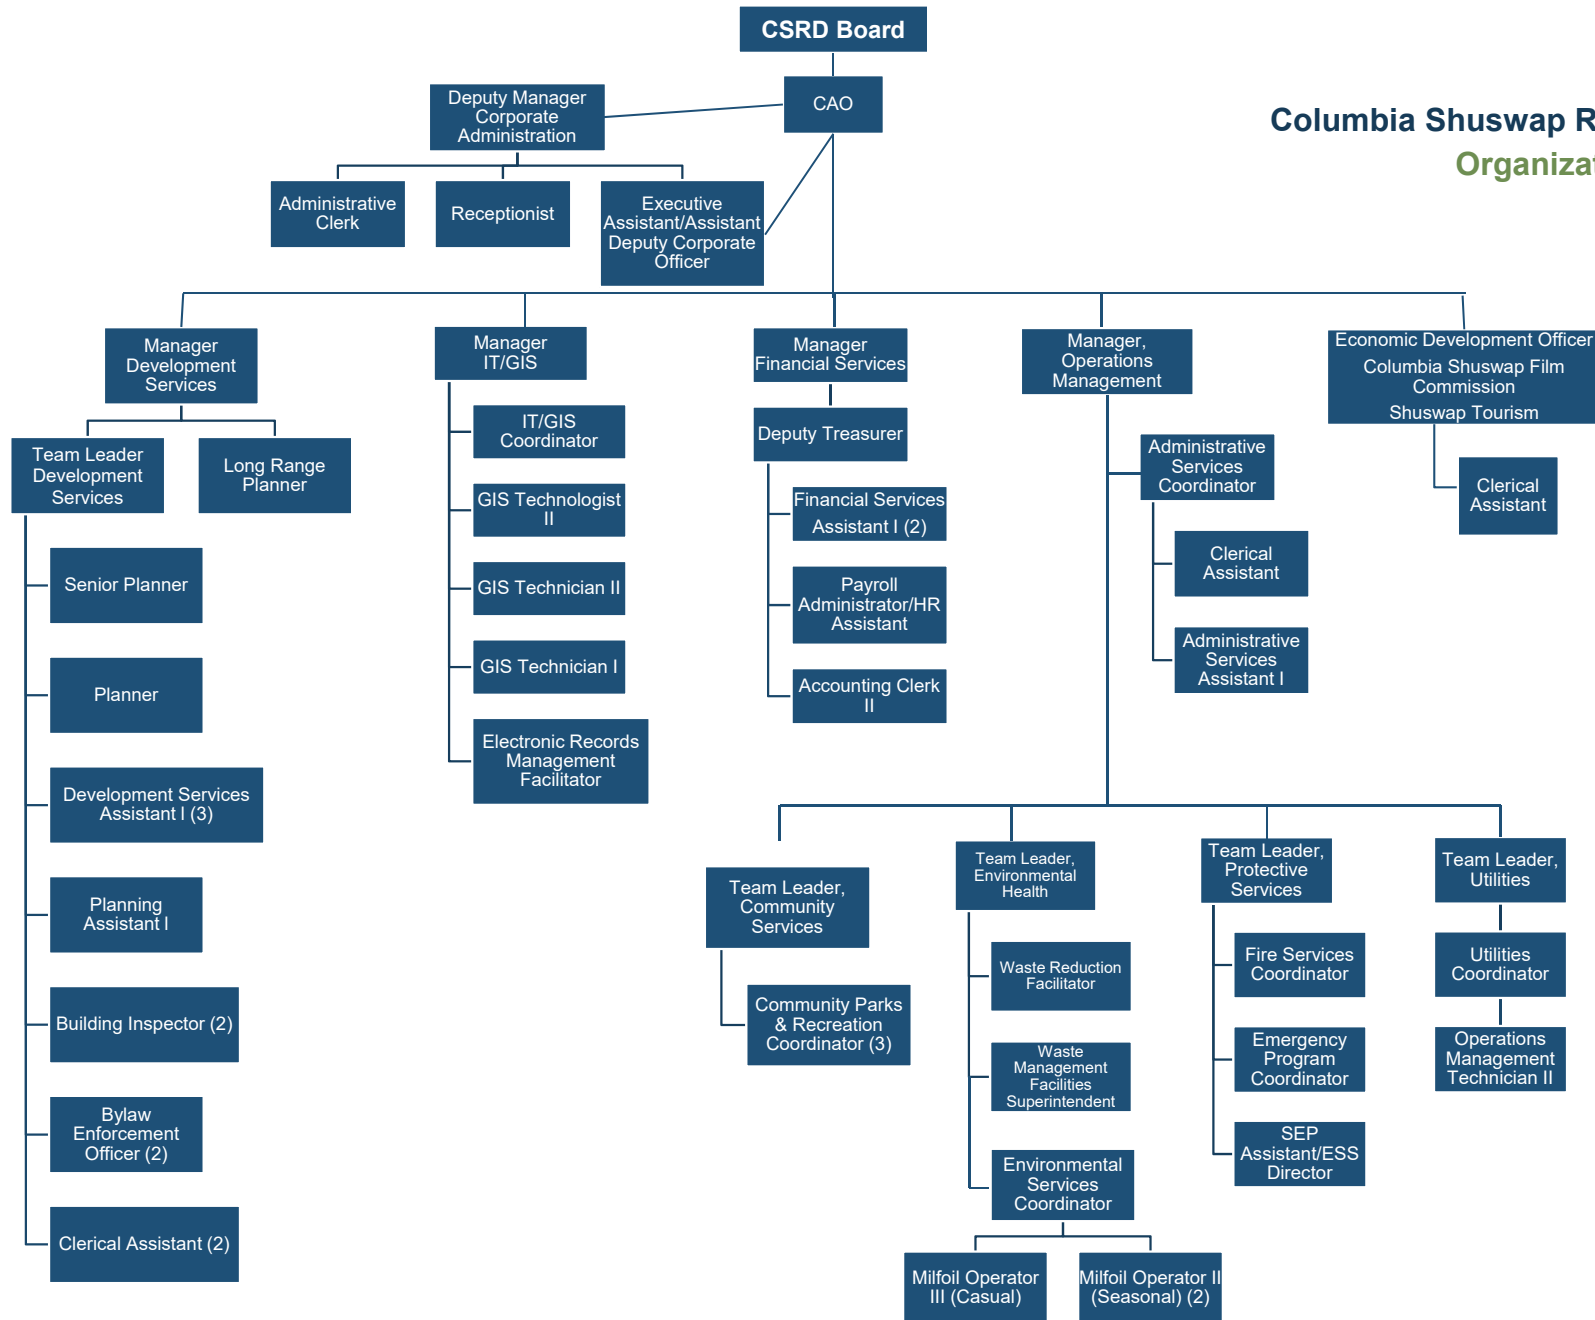 CSRD Board
CAO
Deputy Manager
Corporate
Administration
Columbia Shuswap R
Organizat
Administrative
Clerk
Receptionist
Executive
Assistant/Assistant
Deputy Corporate
Officer
Manager
Development
Services
Manager
IT/GIS
Manager
Financial Services
Manager,
Operations
Management
Economic Development Officer
Columbia Shuswap Film
Commission
Shuswap Tourism
Team Leader
Development
Services
Long Range
Planner
Senior Planner
Planner
Development Services
Assistant I (3)
Planning
Assistant I
Building Inspector (2)
Bylaw
Enforcement
Officer (2)
Clerical Assistant (2)
IT/GIS
Coordinator
GIS Technologist
II
GIS Technician II
GIS Technician I
Electronic Records
Management
Facilitator
Deputy Treasurer
Financial Services
Assistant I (2)
Payroll
Administrator/HR
Assistant
Accounting Clerk
II
Administrative
Services
Coordinator
Clerical
Assistant
Administrative
Services
Assistant I
Clerical
Assistant
Team Leader,
Community
Services
Community Parks
& Recreation
Coordinator (3)
Team Leader,
Environmental
Health
Waste Reduction
Facilitator
Waste
Management
Facilities
Superintendent
Environmental
Services
Coordinator
Milfoil Operator
III (Casual)
Milfoil Operator II
(Seasonal) (2)
Team Leader,
Protective
Services
Fire Services
Coordinator
Emergency
Program
Coordinator
SEP
Assistant/ESS
Director
Team Leader,
Utilities
Utilities
Coordinator
Operations
Management
Technician II